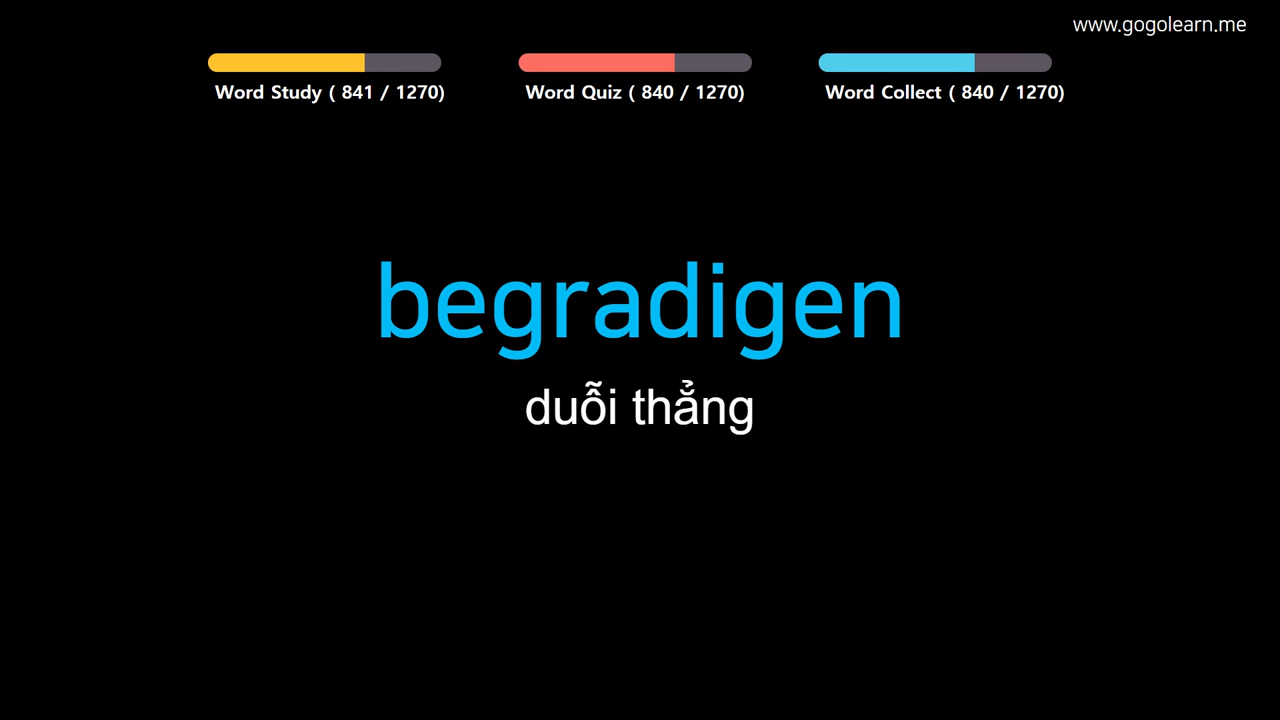 www.gogolearn.me
Word Study ( 841 / 1270)
Word Quiz ( 840 / 1270)
Word Collect ( 840 / 1270)
begradigen
duỗi thẳng